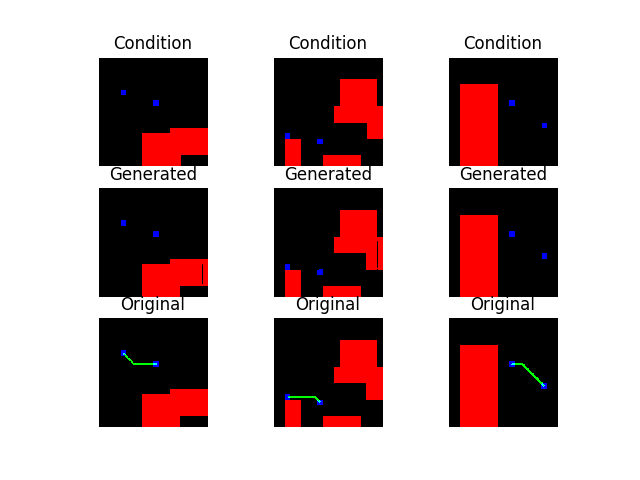 Condition Condition Condition
Generated Generated Generated
Original Original Original